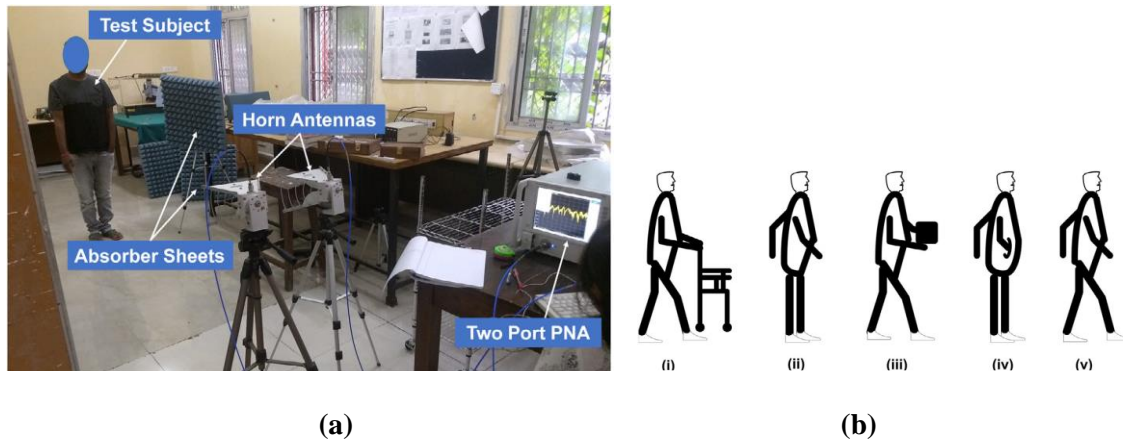 Test Subject
Horn Antennas
Absorber Sheets
Two Port PNA
(i) (ii) (iii) (iv) (v)
(a) (b)